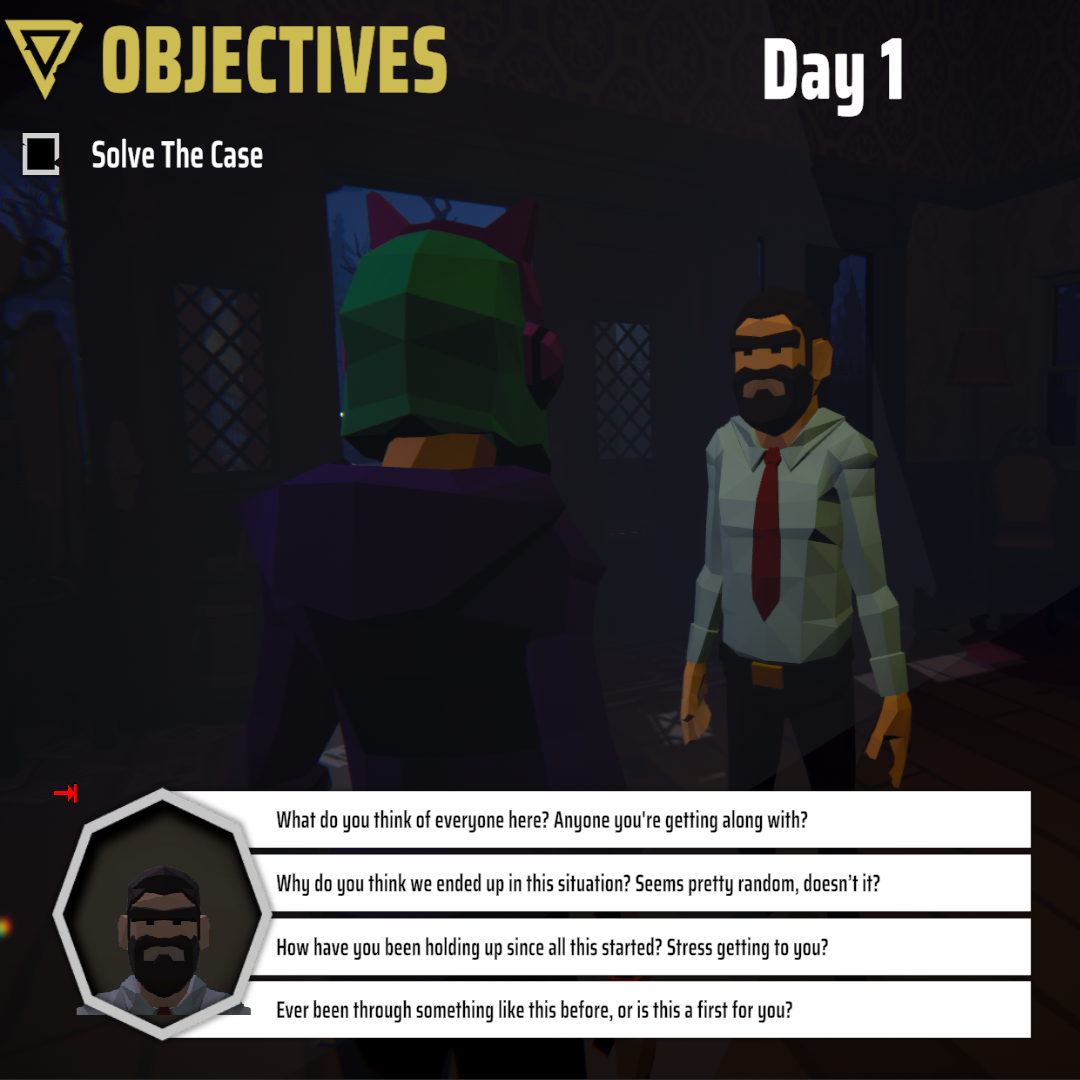 OBJECTIVES
Day 1
Solve The Case
What do you think of everyone here? Anyone you're getting along with?
Why do you think we ended up in this situation? Seems pretty random, doesn’t it?
How have you been holding up since all this started? Stress getting to you?
Ever been through something like this before, or is this a first for you?